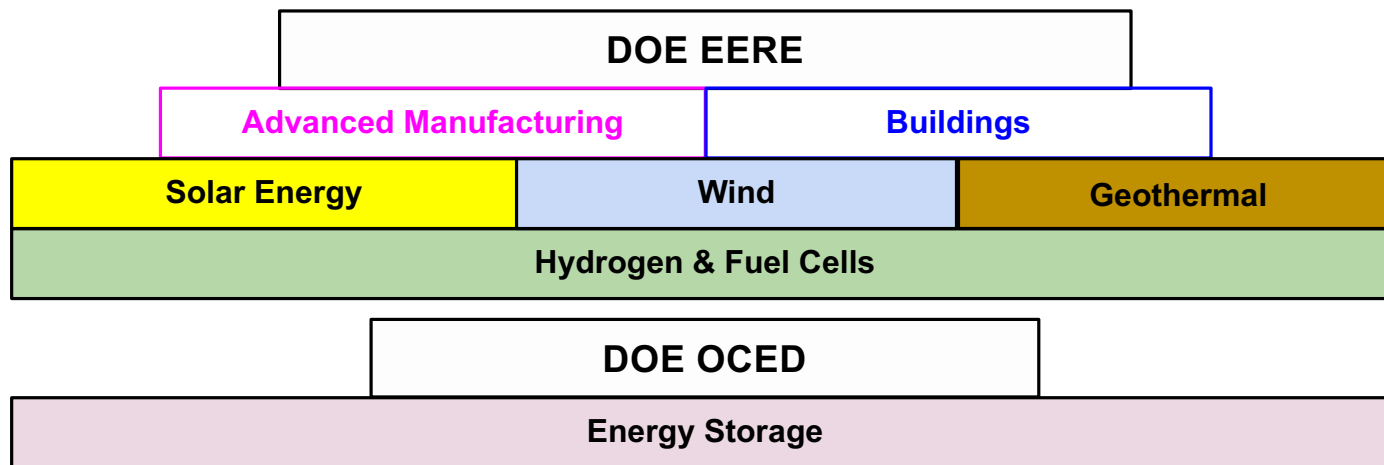 DOE EERE
Advanced Manufacturing
Buildings
Solar Energy
Wind
Geothermal
Hydrogen & Fuel Cells
DOE OCED
Energy Storage